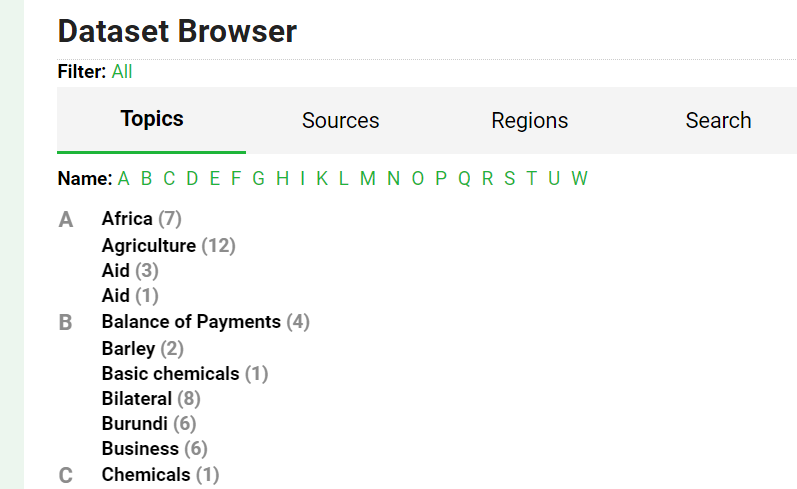 Dataset Browser
Filter: All
Topics Sources Regions Search
Name: A B C D E F G H I K L M N O P Q R S T U W
A Africa (7)
Agriculture (12)
Aid (3)
Aid (1)
B Balance of Payments (4)
Barley (2)
Basic chemicals (1)
Bilateral (8)
Burundi (6)
Business (6)
C Chemicals (1)